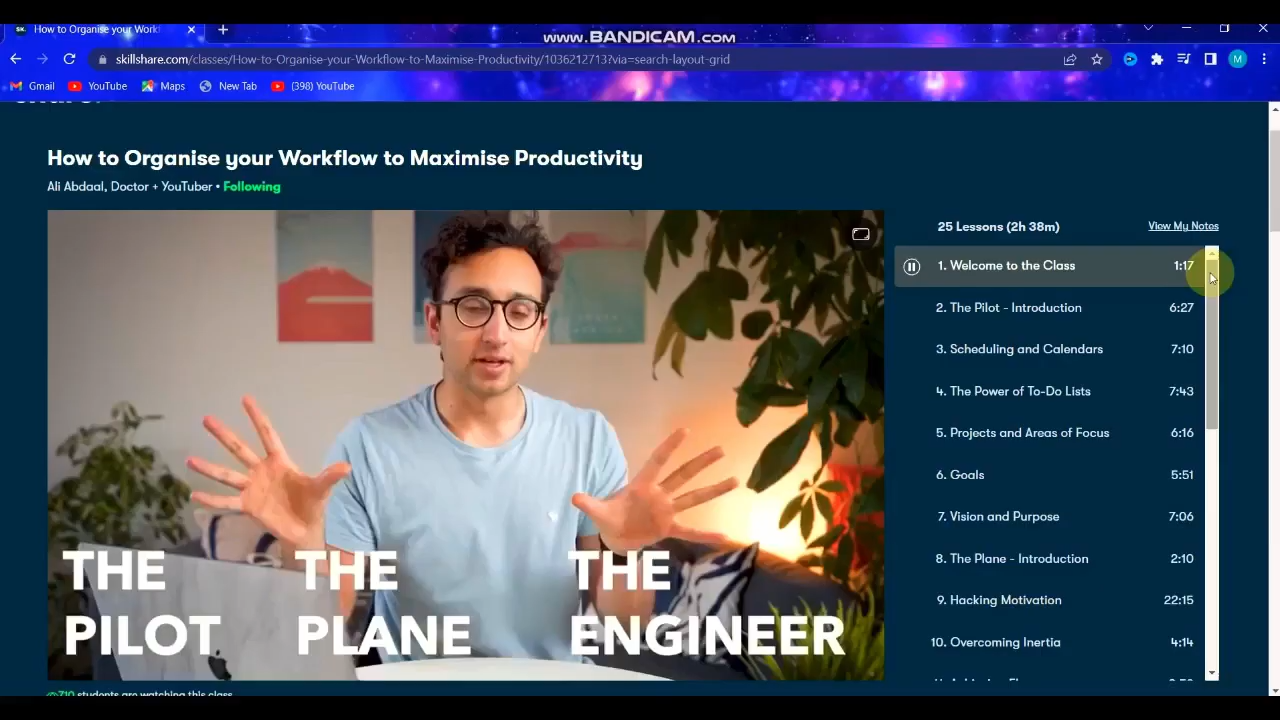 How to Organise your Workf
www.BANDICAM.com
skillshare.com/classes/How-to-Organise-your-Workflow-to-Maximise-Productivity/1036212713?via=search-layout-grid
M
Gmail
YouTube
Maps
New Tab
(398) YouTube
How to Organise your Workflow to Maximise Productivity
Ali Abdaal, Doctor + YouTuber • Following
25 Lessons (2h 38m)
View My Notes
1. Welcome to the Class 1:17
2. The Pilot - Introduction 6:27
3. Scheduling and Calendars 7:10
4. The Power of To-Do Lists 7:43
5. Projects and Areas of Focus 6:16
6. Goals 5:51
7. Vision and Purpose 7:06
8. The Plane - Introduction 2:10
9. Hacking Motivation 22:15
10. Overcoming Inertia 4:14
THE PILOT
THE PLANE
THE ENGINEER
710 students are watching this class